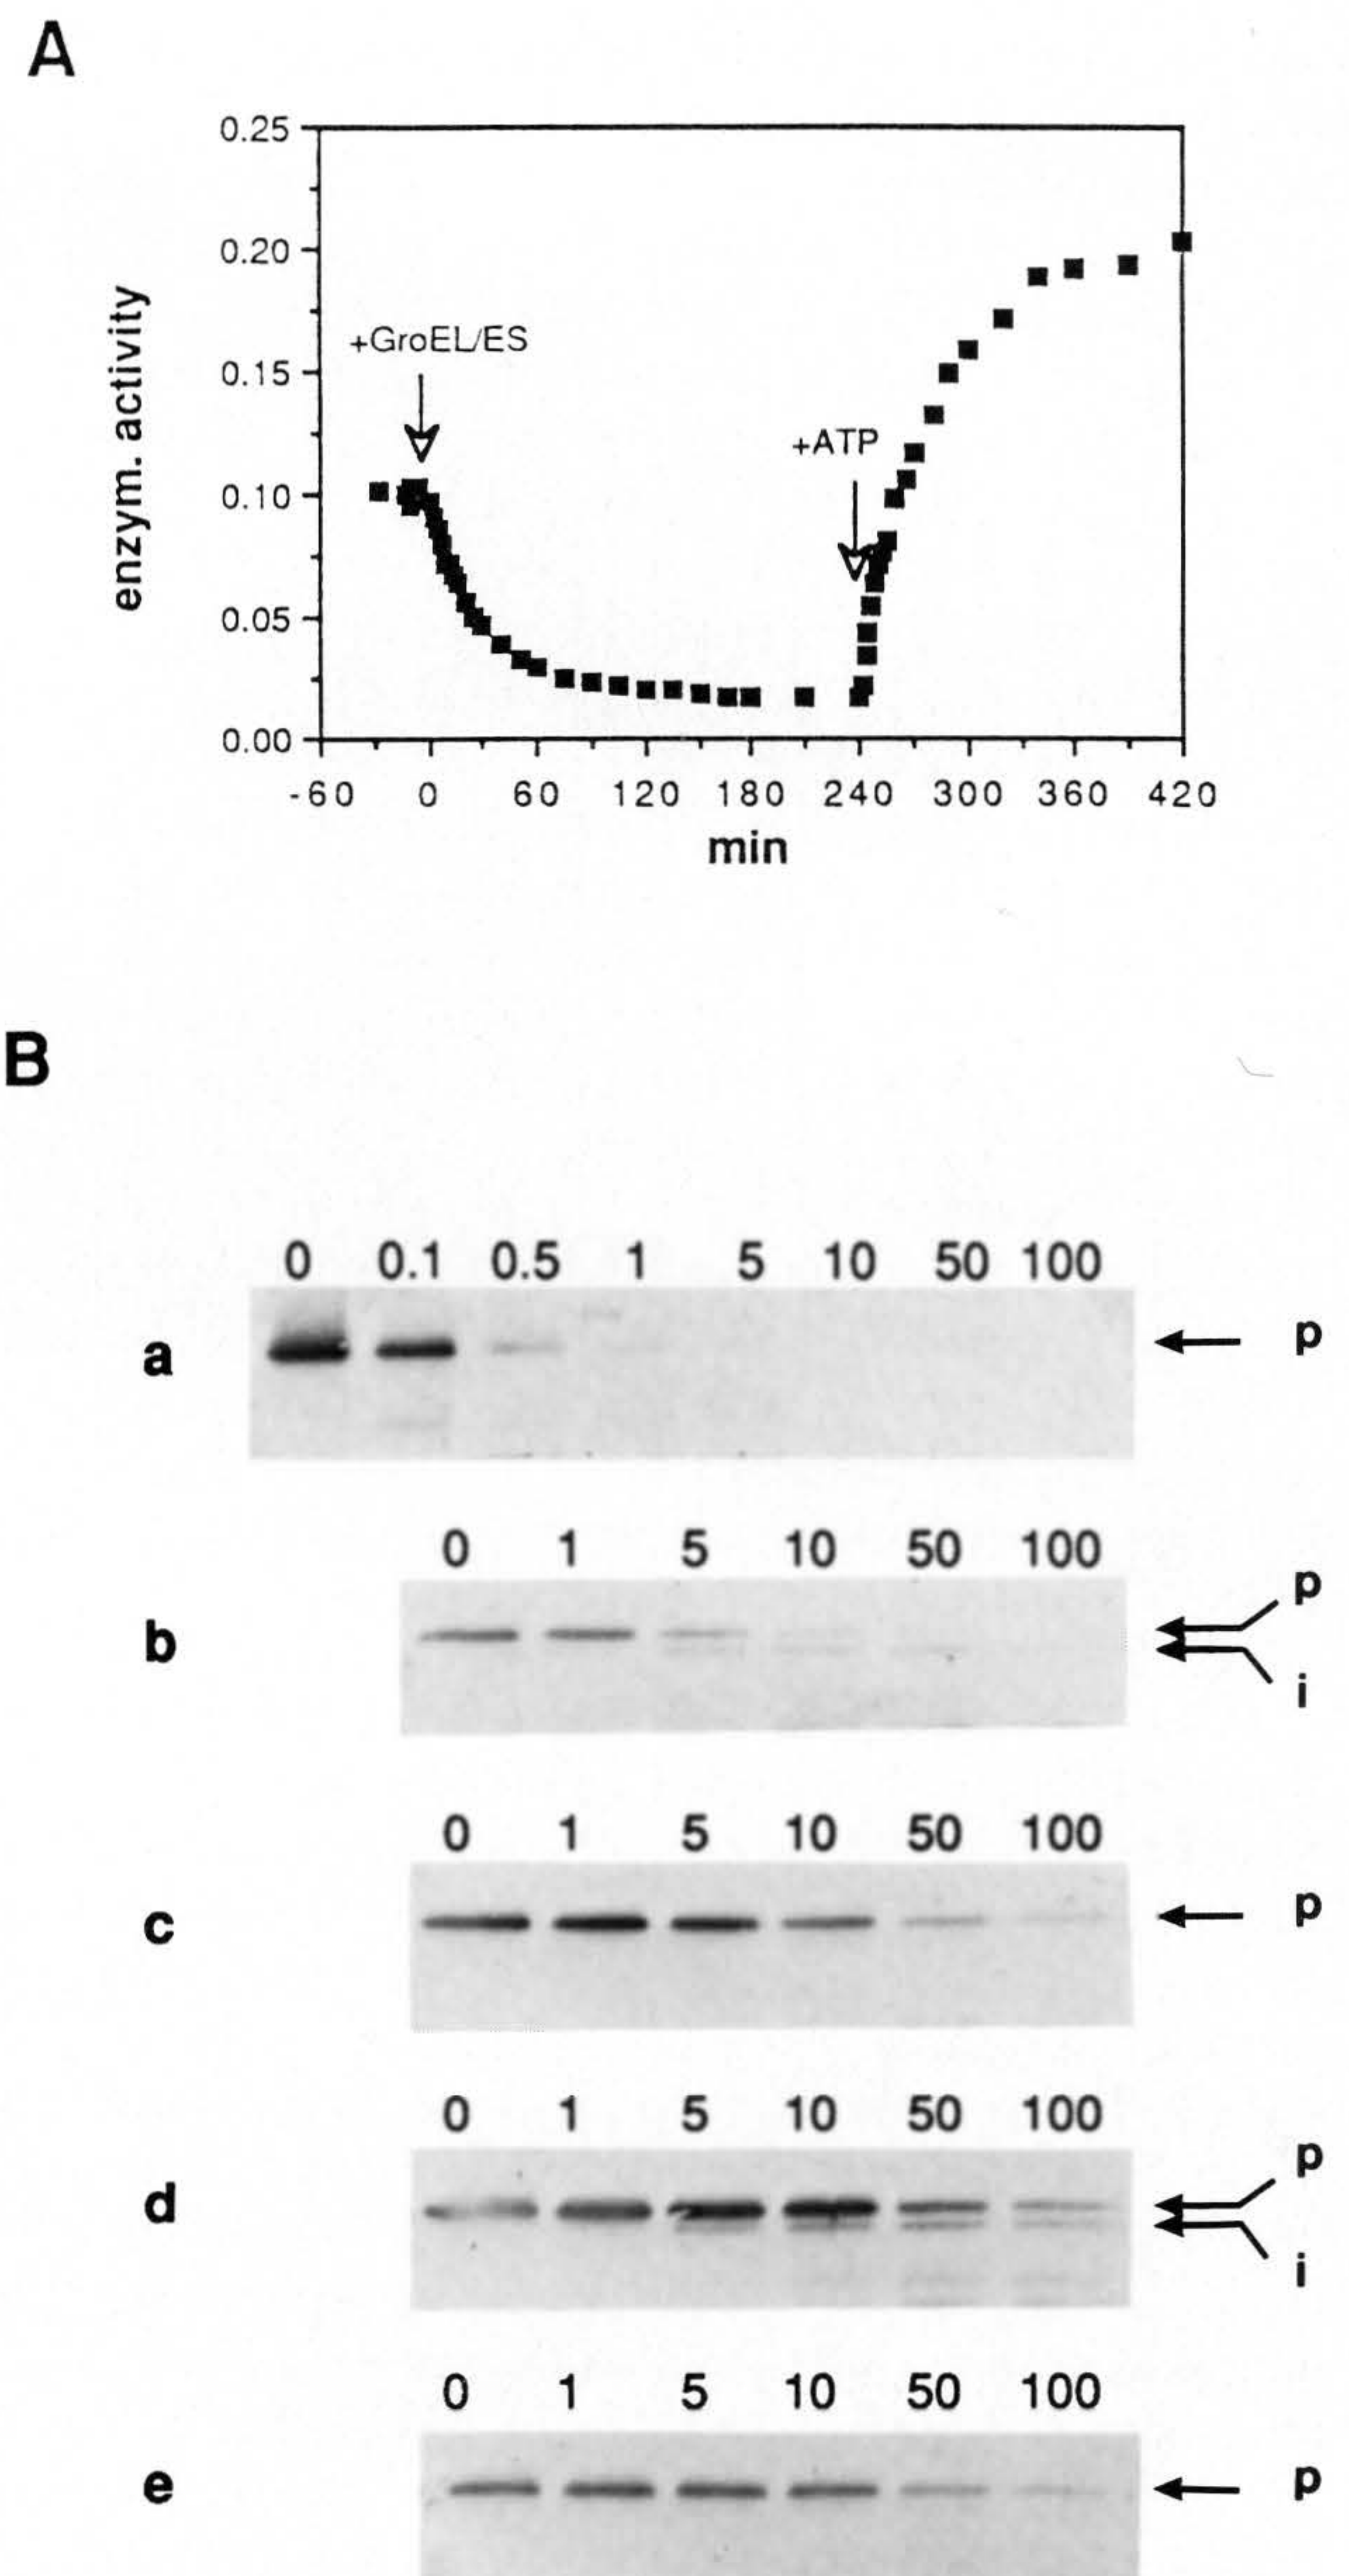 A
0.25
0.20
0.15
0.10
0.05
0.00
enzym. activity
+GroEL/ES
+ATP
-60 0 60 120 180 240 300 360 420
min
B
0 0.1 0.5 1 5 10 50 100
a p
0 1 5 10 50 100
b p
i
0 1 5 10 50 100
c p
0 1 5 10 50 100
d p
i
0 1 5 10 50 100
e p